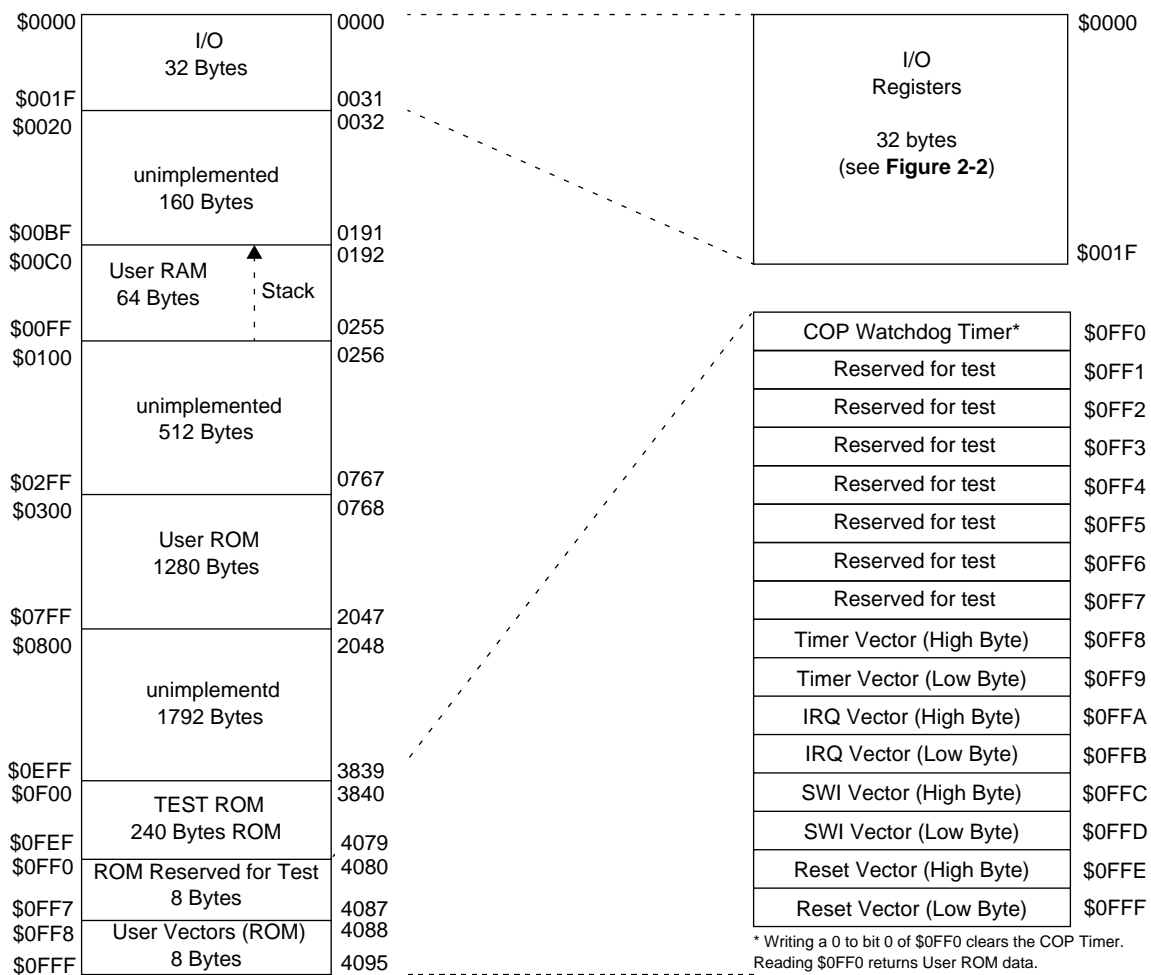 $0000
I/O
32 Bytes
0000
$001F
0031
$0020
0032
unimplemented
160 Bytes
$00BF
0191
$00C0
0192
User RAM
64 Bytes
Stack
$00FF
0255
$0100
0256
unimplemented
512 Bytes
$02FF
0767
$0300
0768
User ROM
1280 Bytes
$07FF
2047
$0800
2048
unimplementd
1792 Bytes
$0EFF
3839
$0F00
3840
TEST ROM
240 Bytes ROM
$0FEF
4079
$0FF0
4080
ROM Reserved for Test
8 Bytes
$0FF7
4087
$0FF8
4088
User Vectors (ROM)
8 Bytes
$0FFF
4095
$0000
I/O
Registers
32 bytes
(see Figure 2-2)
$001F
COP Watchdog Timer* $0FF0
Reserved for test $0FF1
Reserved for test $0FF2
Reserved for test $0FF3
Reserved for test $0FF4
Reserved for test $0FF5
Reserved for test $0FF6
Reserved for test $0FF7
Timer Vector (High Byte) $0FF8
Timer Vector (Low Byte) $0FF9
IRQ Vector (High Byte) $0FFA
IRQ Vector (Low Byte) $0FFB
SWI Vector (High Byte) $0FFC
SWI Vector (Low Byte) $0FFD
Reset Vector (High Byte) $0FFE
Reset Vector (Low Byte) $0FFF
* Writing a 0 to bit 0 of $0FF0 clears the COP Timer.
Reading $0FF0 returns User ROM data.